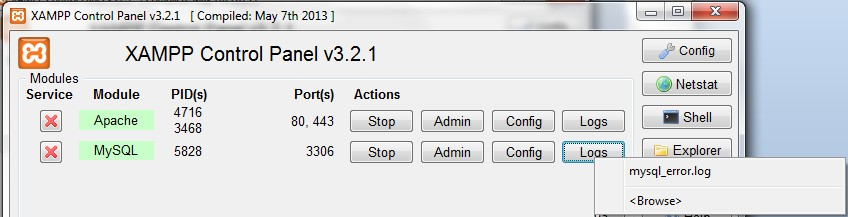 XAMPP Control Panel v3.2.1 [ Compiled: May 7th 2013 ]
XAMPP Control Panel v3.2.1
Config
Modules
Service Module PID(s) Port(s) Actions
Netstat
Apache 4716 3468 80, 443 Stop Admin Config Logs
Shell
MySQL 5828 3306 Stop Admin Config Logs
Explorer
mysql_error.log
<Browse>